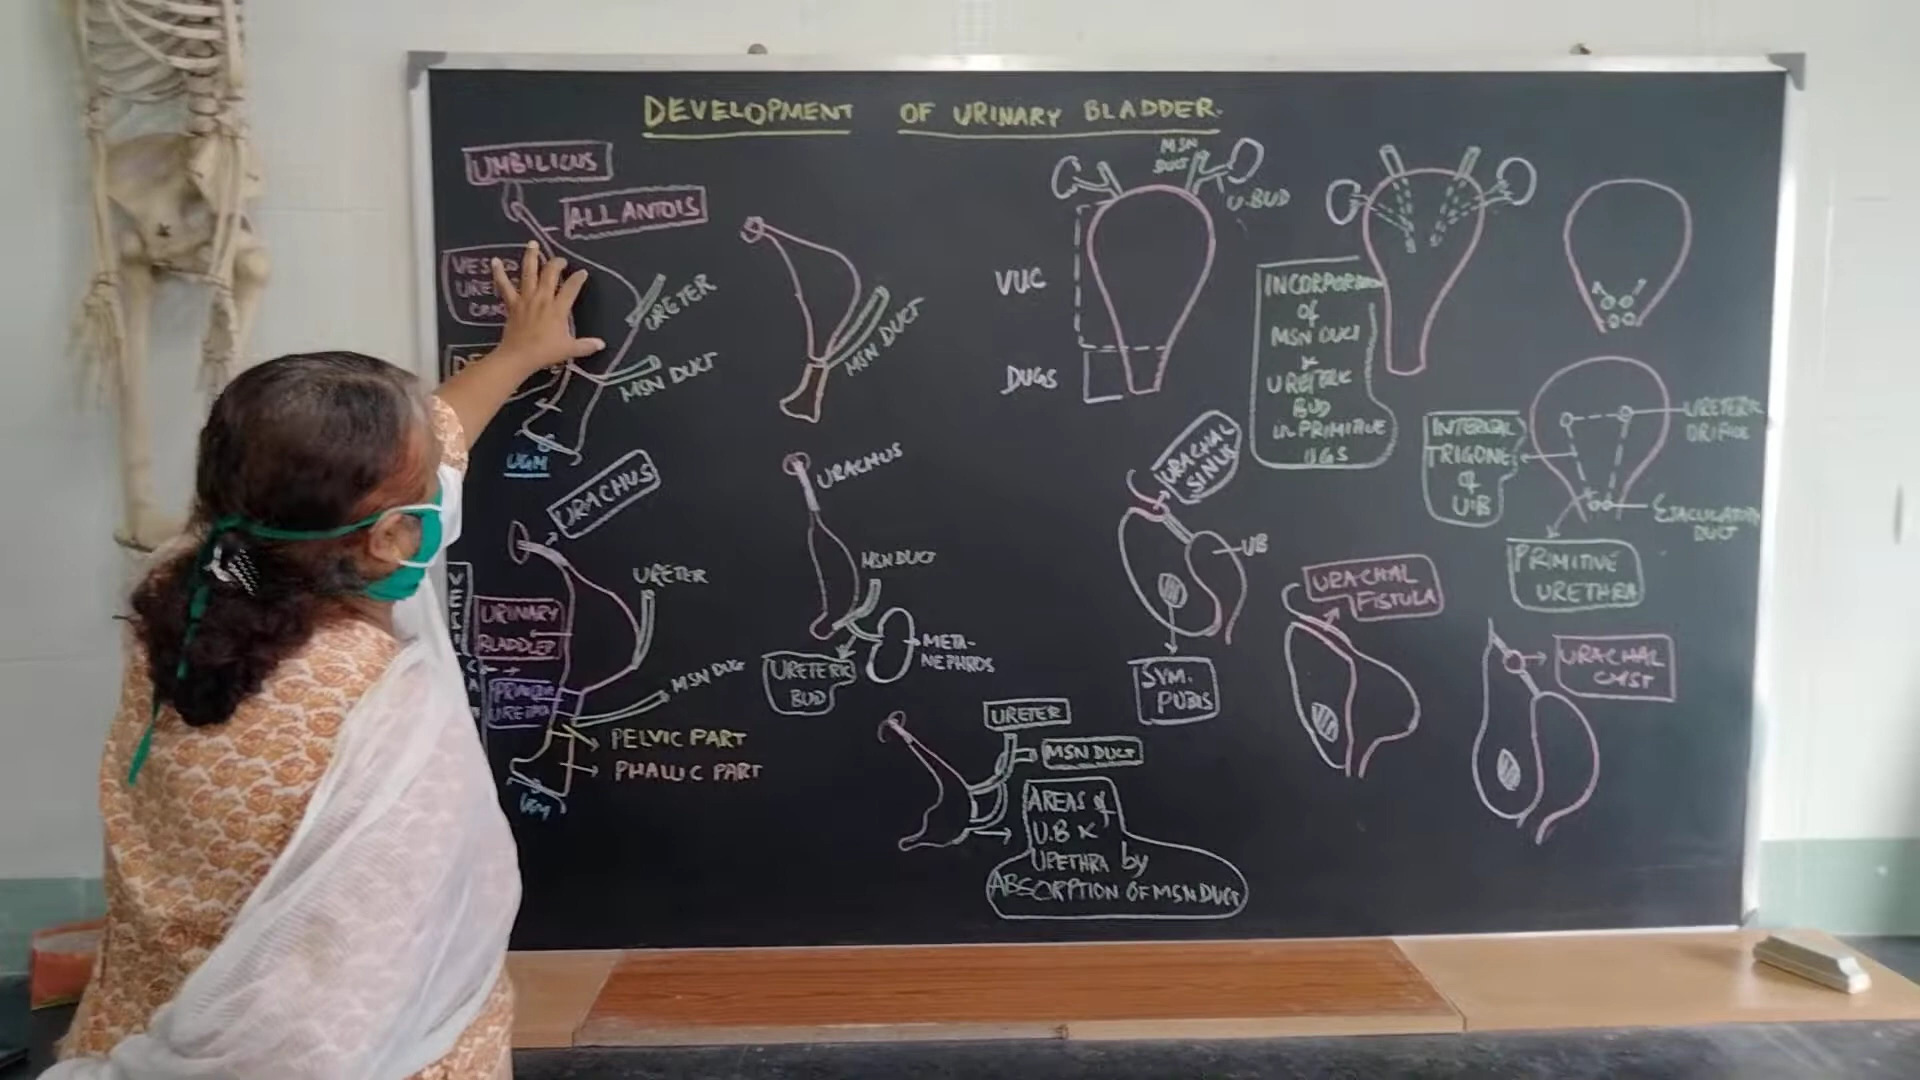 DEVELOPMENT OF URINARY BLADDER.
UMBILICUS
ALLANTOIS
URETER
MSN DUCT
UGM
MSN DUCT
MSN
DUCT
U.BUD
VUC
DUGS
INCORPORATION
of
MSN DUCT
&
URETERIC
BUD
in PRIMITIVE
UGS
URETERIC
ORIFICE
INTERNAL
TRIGONE
of
UB
EJACULATORY
DUCT
PRIMITIVE
URETHRA
URACHUS
URETER
URINARY
BLADDER
MSN DUCT
PELVIC PART
PHALLIC PART
UGM
URACHUS
MSN DUCT
META-
NEPHROS
URETERIC
BUD
URETER
MSN DUCT
AREAS of
U.B &
URETHRA by
ABSORPTION OF MSN DUCT
URACHAL
SINUS
UB
SYM.
PUBIS
URACHAL
FISTULA
URACHAL
CYST